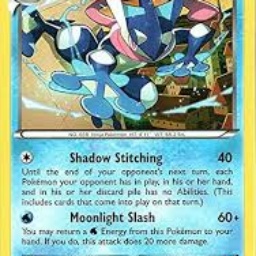 Shadow Stitching 40
Until the end of your opponent's next turn, each
Pokémon your opponent has in play, in his or her hand,
and in his or her discard pile has no Abilities. (This
includes cards that come into play on that turn.)
Moonlight Slash 60+
You may return a Energy from this Pokémon to your
hand. If you do, this attack does 20 more damage.